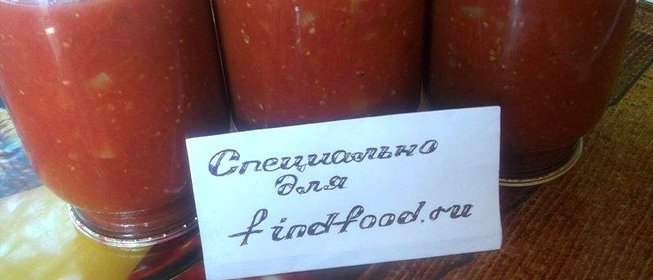 Специально
для
findfood.ru